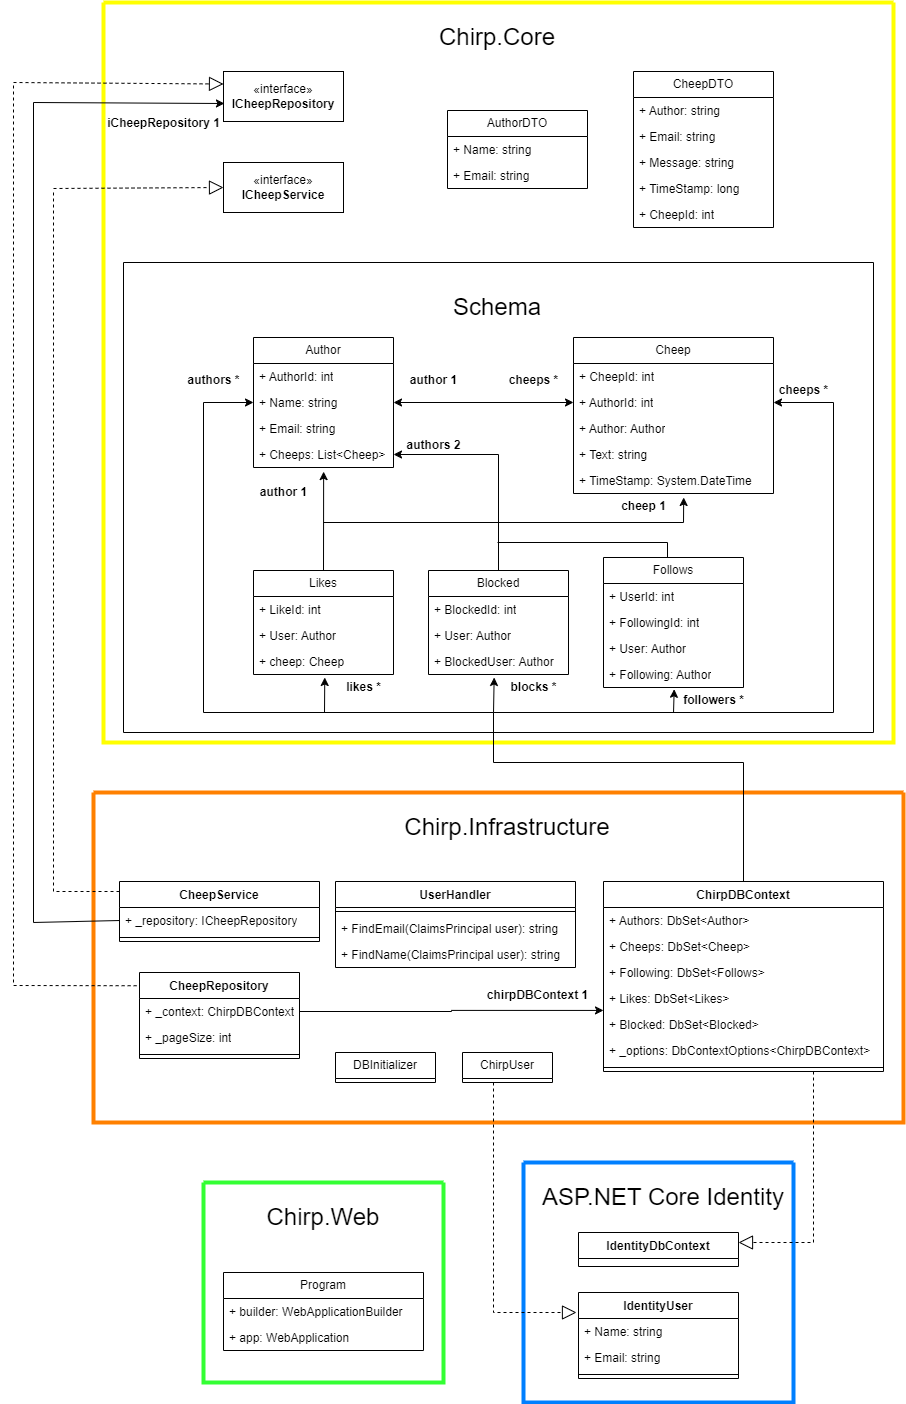 Chirp.Core
«interface»
ICheepRepository
iCheepRepository 1
«interface»
ICheepService
AuthorDTO
+ Name: string
+ Email: string
CheepDTO
+ Author: string
+ Email: string
+ Message: string
+ TimeStamp: long
+ CheepId: int
Schema
Author
+ AuthorId: int
+ Name: string
+ Email: string
+ Cheeps: List<Cheep>
authors *
author 1
cheeps *
Cheep
+ CheepId: int
+ AuthorId: int
+ Author: Author
+ Text: string
+ TimeStamp: System.DateTime
cheeps *
authors 2
author 1
cheep 1
Likes
+ LikeId: int
+ User: Author
+ cheep: Cheep
Blocked
+ BlockedId: int
+ User: Author
+ BlockedUser: Author
Follows
+ UserId: int
+ FollowingId: int
+ User: Author
+ Following: Author
likes *
blocks *
followers *
Chirp.Infrastructure
CheepService
+ _repository: ICheepRepository
UserHandler
+ FindEmail(ClaimsPrincipal user): string
+ FindName(ClaimsPrincipal user): string
ChirpDBContext
+ Authors: DbSet<Author>
+ Cheeps: DbSet<Cheep>
+ Following: DbSet<Follows>
+ Likes: DbSet<Likes>
+ Blocked: DbSet<Blocked>
+ _options: DbContextOptions<ChirpDBContext>
CheepRepository
+ _context: ChirpDBContext
+ _pageSize: int
chirpDBContext 1
DBInitializer
ChirpUser
Chirp.Web
Program
+ builder: WebApplicationBuilder
+ app: WebApplication
ASP.NET Core Identity
IdentityDbContext
IdentityUser
+ Name: string
+ Email: string